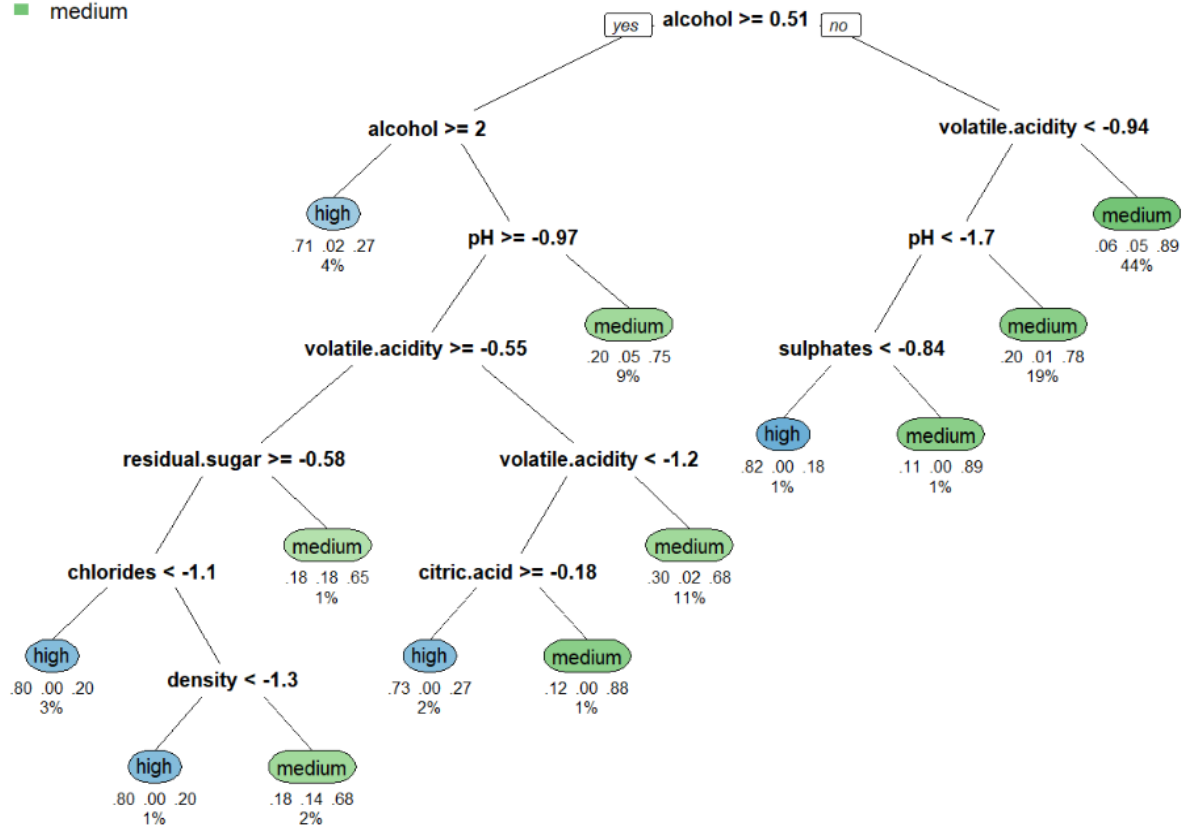 medium
yes alcohol >= 0.51 no
alcohol >= 2
volatile.acidity < -0.94
high
.71 .02 .27
4%
pH >= -0.97
pH < -1.7
medium
.06 .05 .89
44%
volatile.acidity >= -0.55
medium
.20 .05 .75
9%
sulphates < -0.84
medium
.20 .01 .78
19%
residual.sugar >= -0.58
volatile.acidity < -1.2
high
.82 .00 .18
1%
medium
.11 .00 .89
1%
chlorides < -1.1
medium
.18 .18 .65
1%
citric.acid >= -0.18
medium
.30 .02 .68
11%
high
.80 .00 .20
3%
density < -1.3
high
.73 .00 .27
2%
medium
.12 .00 .88
1%
high
.80 .00 .20
1%
medium
.18 .14 .68
2%